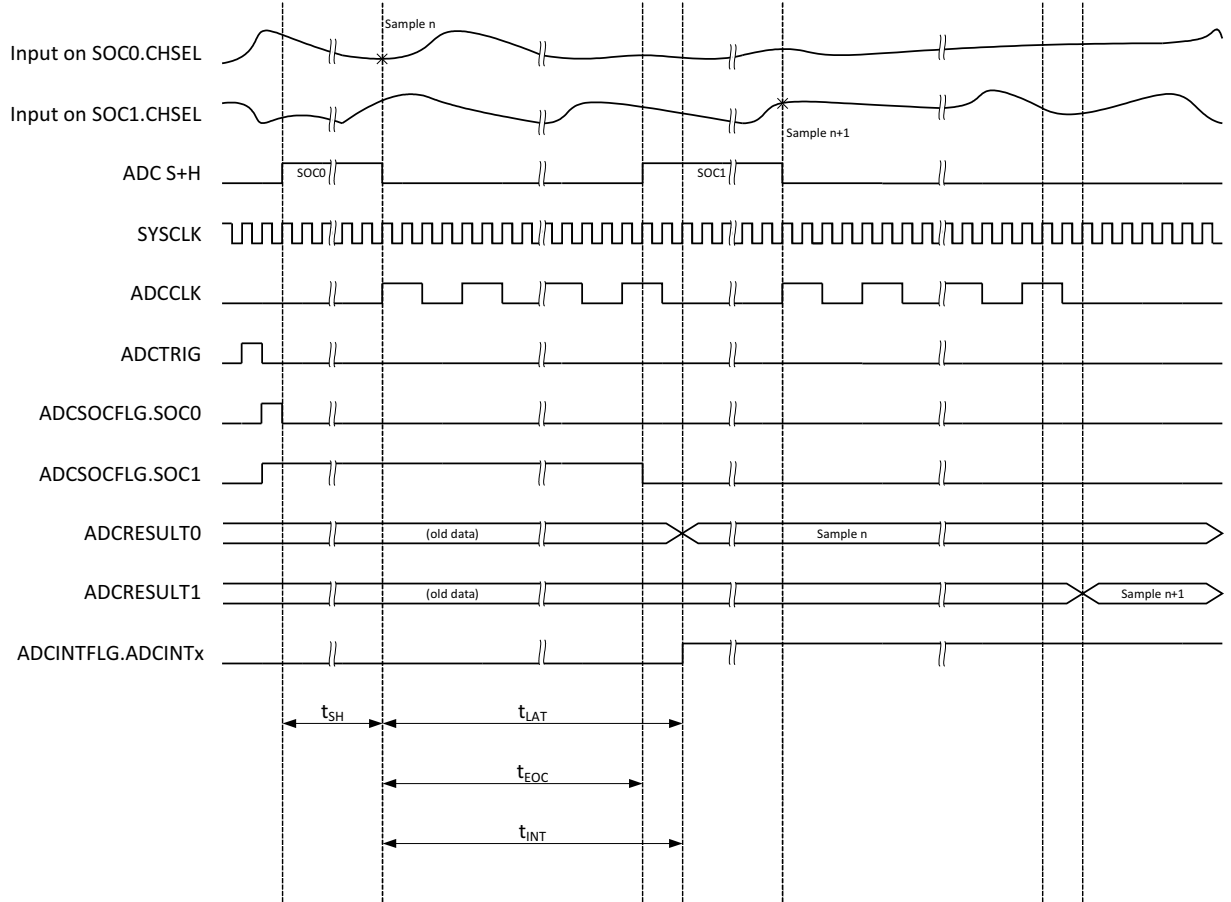 Sample n
Input on SOC0.CHSEL
Input on SOC1.CHSEL
Sample n+1
ADC S+H
SOC0
SOC1
SYSCLK
ADCCLK
ADCTRIG
ADCSOCFLG.SOC0
ADCSOCFLG.SOC1
ADCRESULT0
(old data)
Sample n
ADCRESULT1
(old data)
Sample n+1
ADCINTFLG.ADCINTx
tSH
tLAT
tEOC
tINT